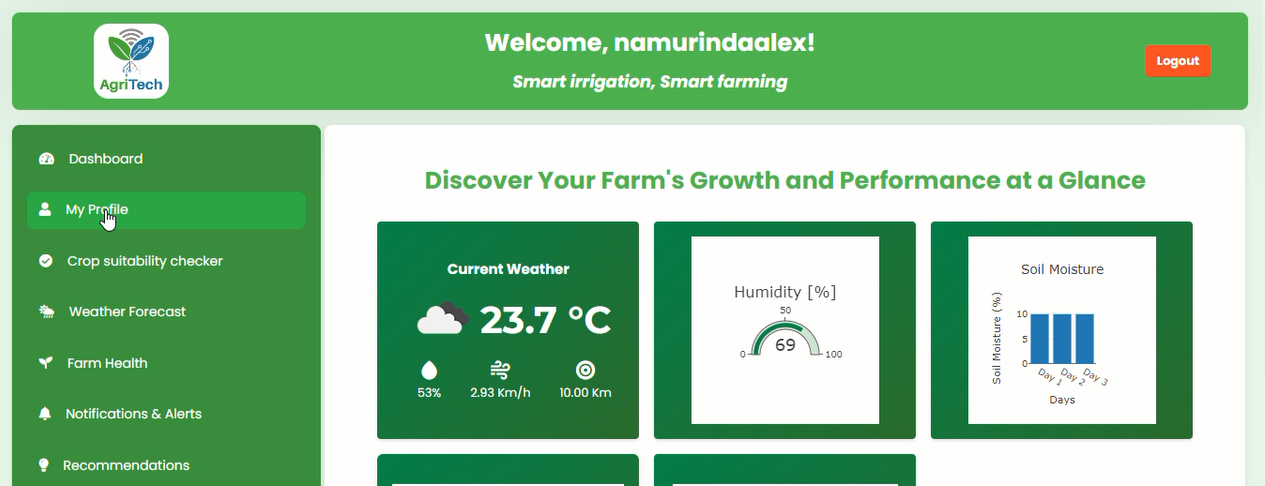 AgriTech
Welcome, namurindaalex!
Smart irrigation, Smart farming
Logout
Dashboard
My Profile
Crop suitability checker
Weather Forecast
Farm Health
Notifications & Alerts
Recommendations
Discover Your Farm's Growth and Performance at a Glance
Current Weather
23.7 °C
53%
2.93 Km/h
10.00 Km
Humidity [%]
50
0
69
100
Soil Moisture
Soil Moisture (%)
10
5
0
Day 1
Day 2
Day 3
Days